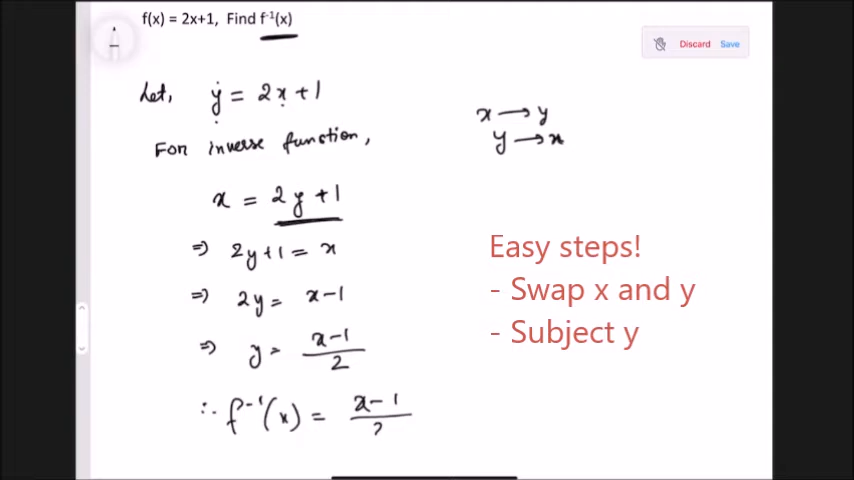 f(x) = 2x+1, Find f⁻¹(x)
Discard Save
Let, y = 2x+1
x → y
y → x
For inverse function,
x = 2y+1
⇒ 2y+1 = x
⇒ 2y = x-1
⇒ y = x-1/2
∴ f⁻¹(x) = x-1/2
Easy steps!
- Swap x and y
- Subject y